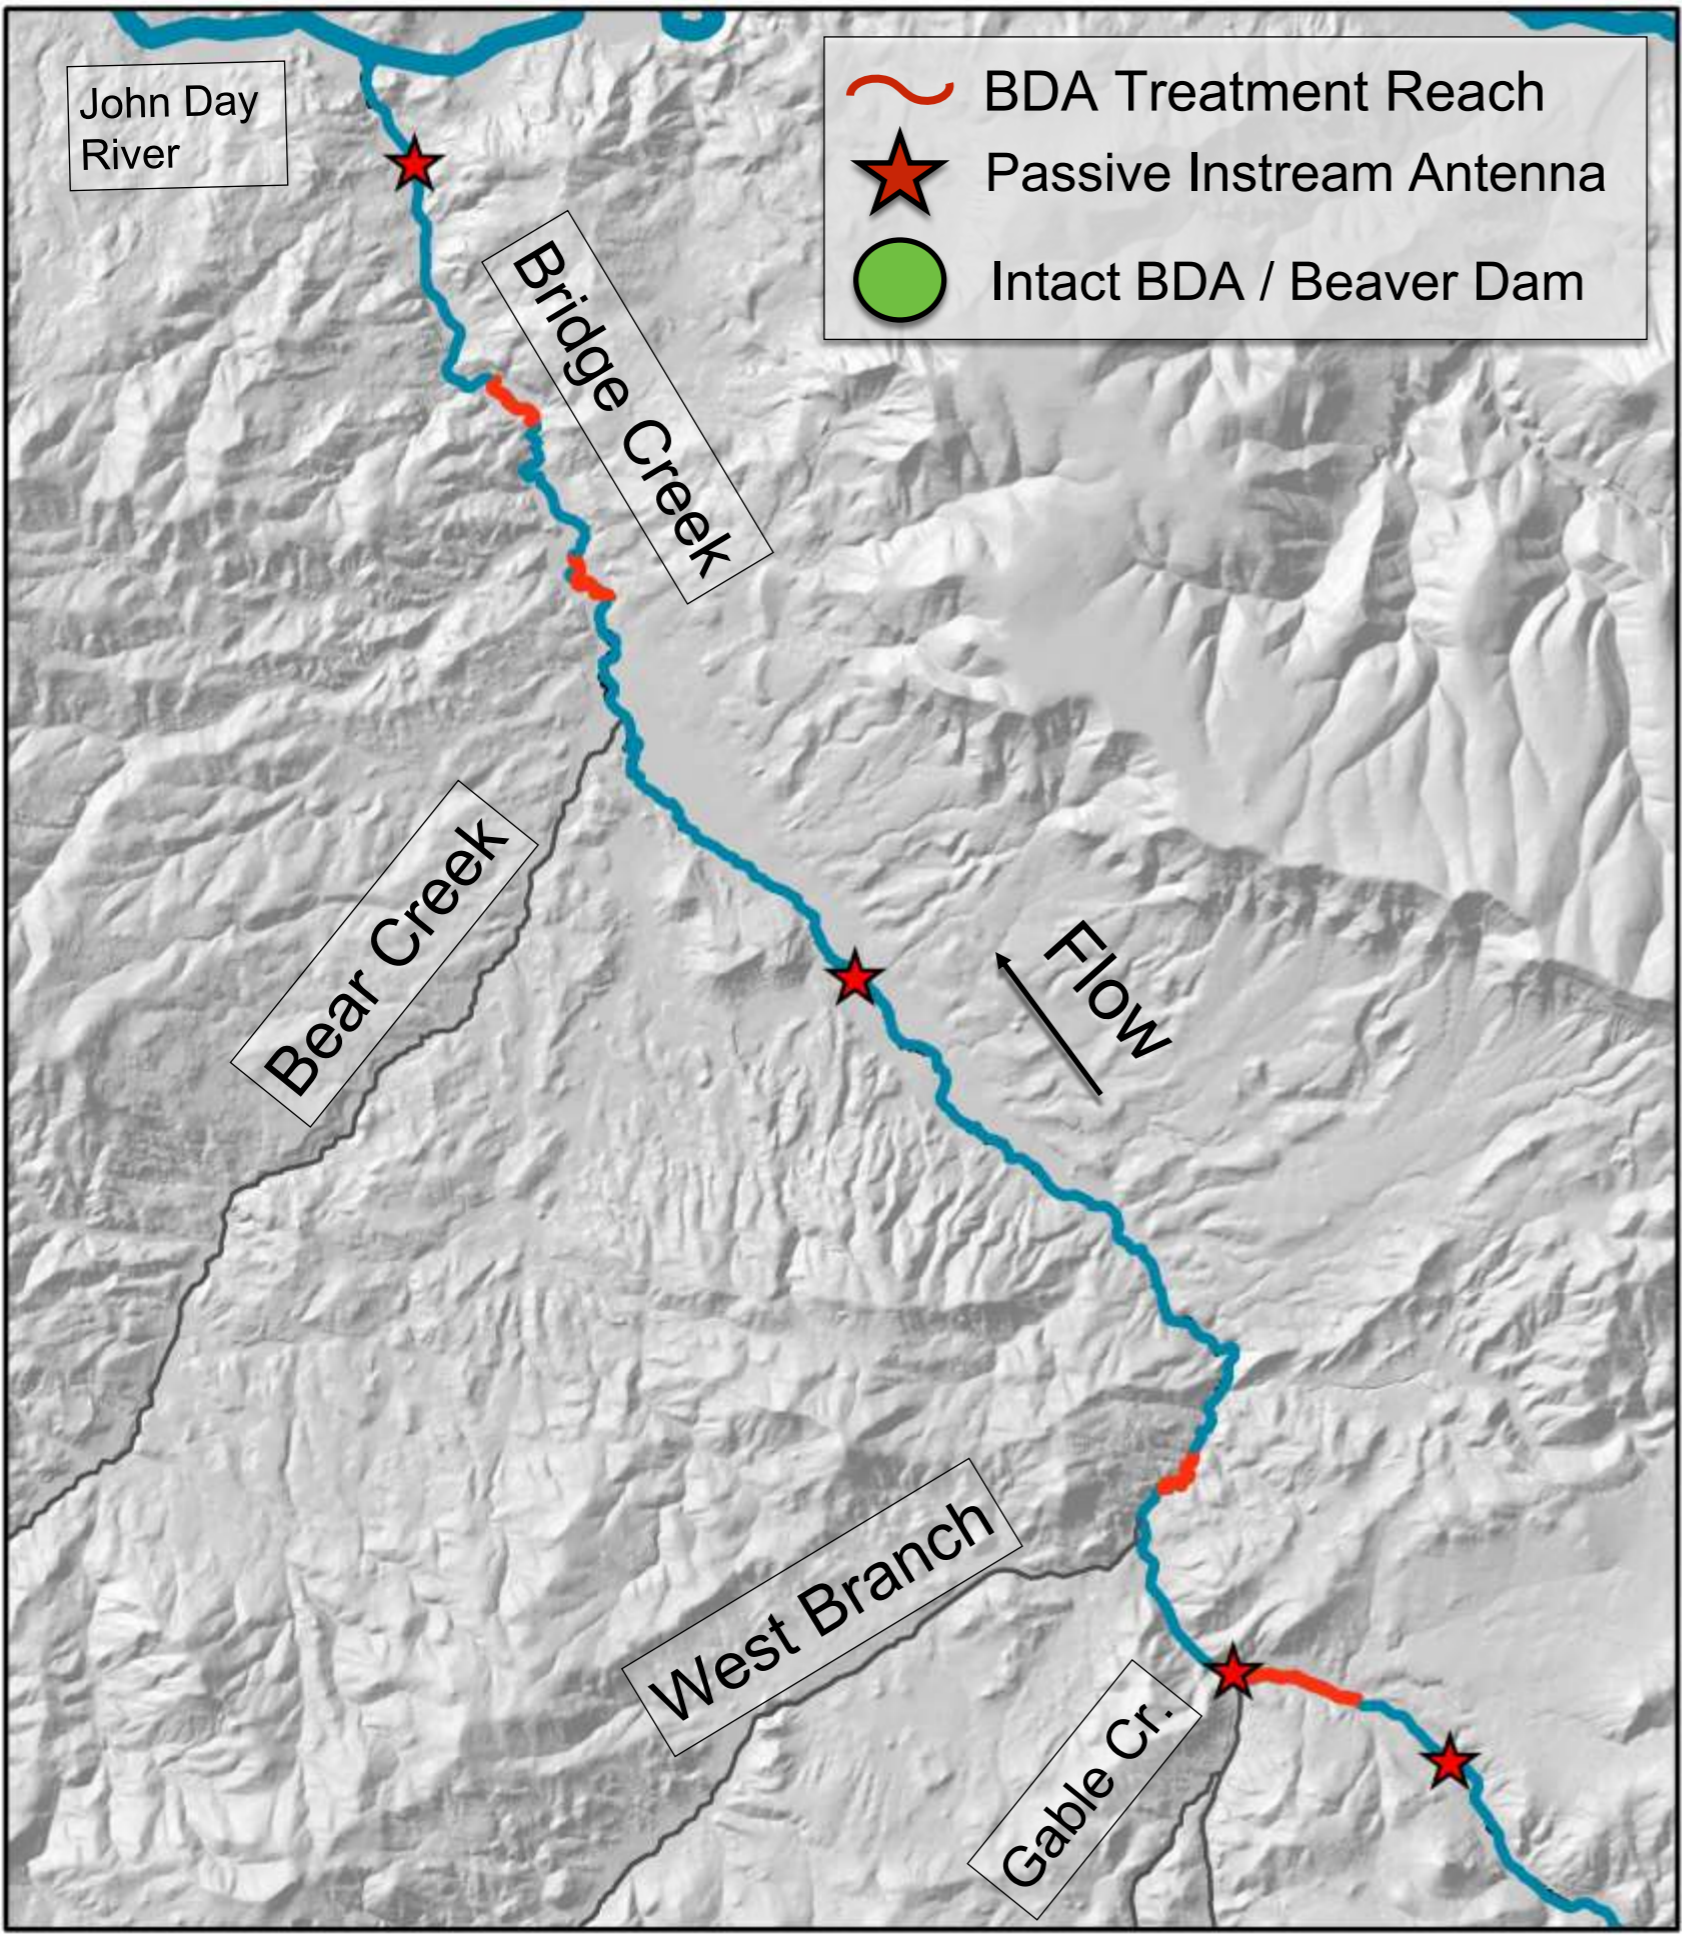 John Day
River
BDA Treatment Reach
Passive Instream Antenna
Intact BDA / Beaver Dam
Bridge Creek
Bear Creek
Flow
West Branch
Gable Cr.